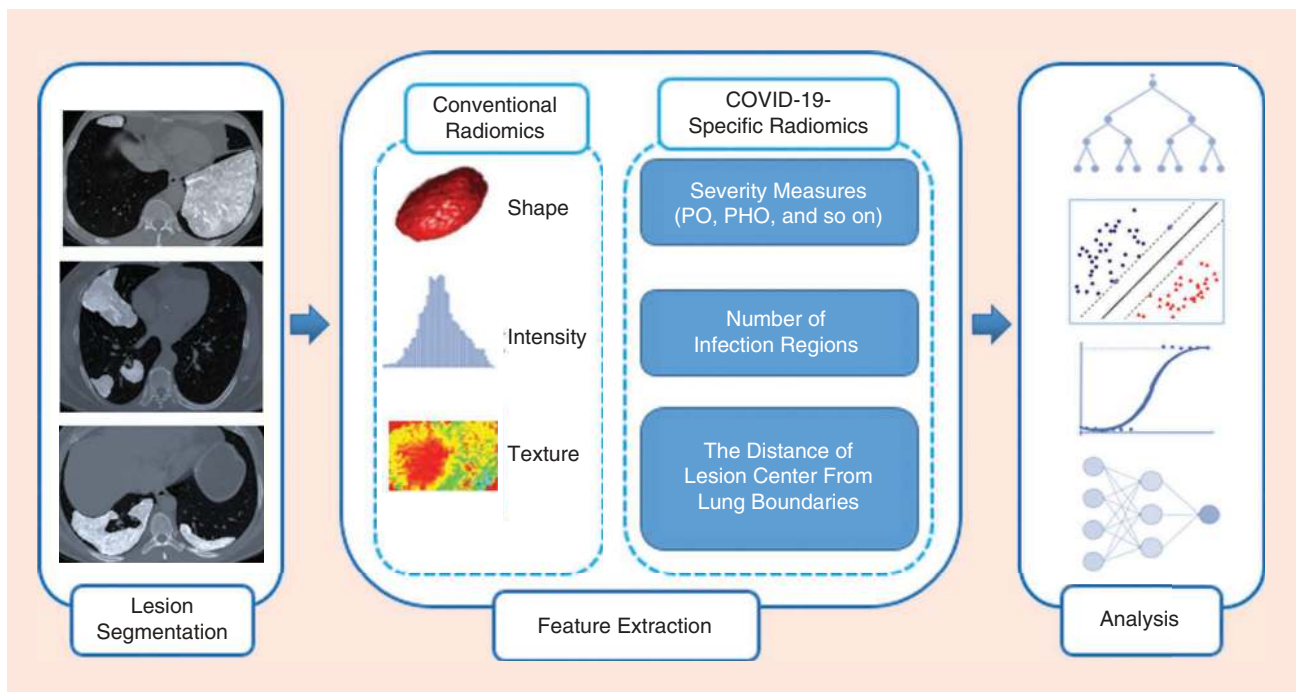 Lesion
Segmentation
Conventional
Radiomics
Shape
Intensity
Texture
COVID-19-
Specific Radiomics
Severity Measures
(PO, PHO, and so on)
Number of
Infection Regions
The Distance of
Lesion Center From
Lung Boundaries
Feature Extraction
Analysis